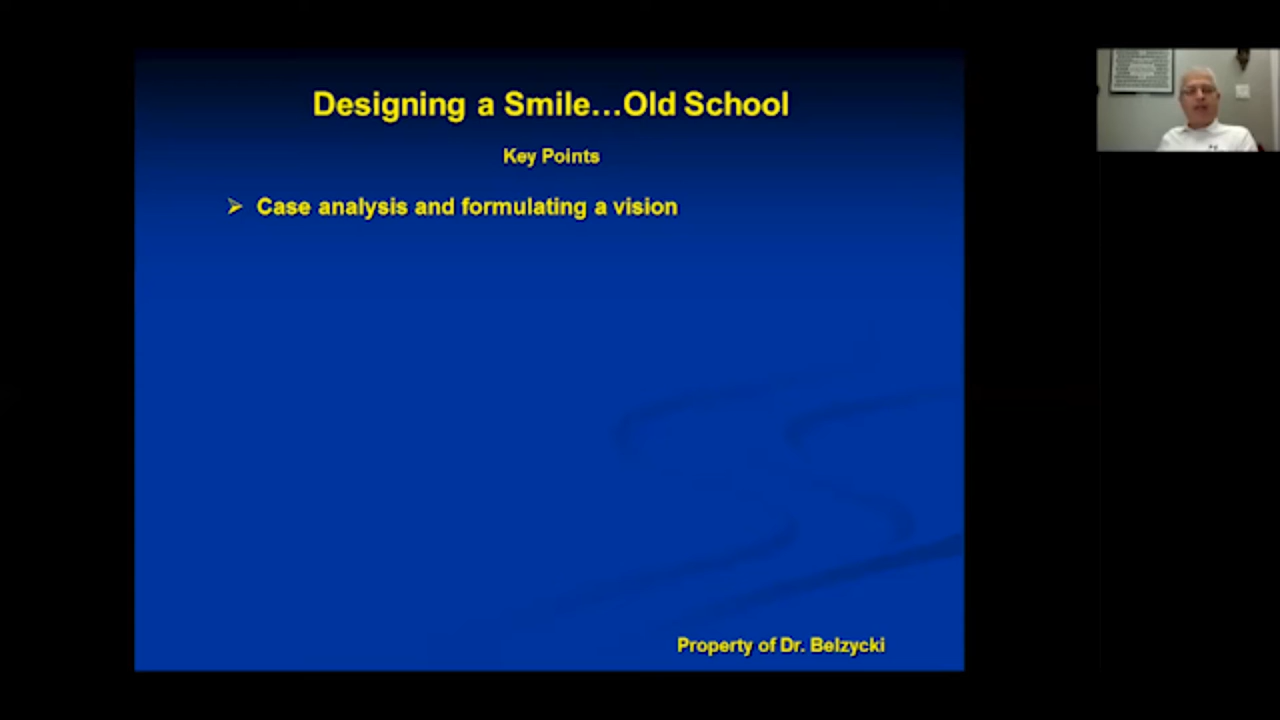 Designing a Smile…Old School
Key Points
➢ Case analysis and formulating a vision
Property of Dr. Belzycki